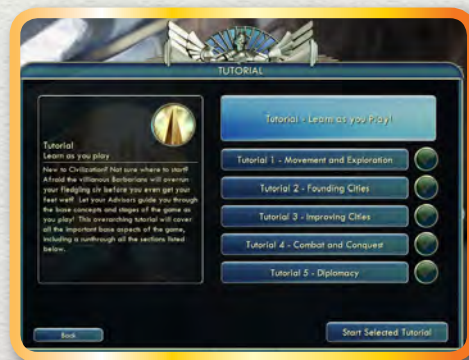 TUTORIAL
Tutorial
Learn as you play
New to Civilization? Not sure where to start?
Afraid the villianous Barbarians will overrun
your fledgling civ before you even get your
feet wet? Let your Advisors guide you through
the base concepts and stages of the game as
you play! This overarching tutorial will cover
all the important base aspects of the game,
including a runthrough all the sections listed
below.
Tutorial - Learn as you Play!
Tutorial 1 - Movement and Exploration
Tutorial 2 - Founding Cities
Tutorial 3 - Improving Cities
Tutorial 4 - Combat and Conquest
Tutorial 5 - Diplomacy
Back
Start Selected Tutorial